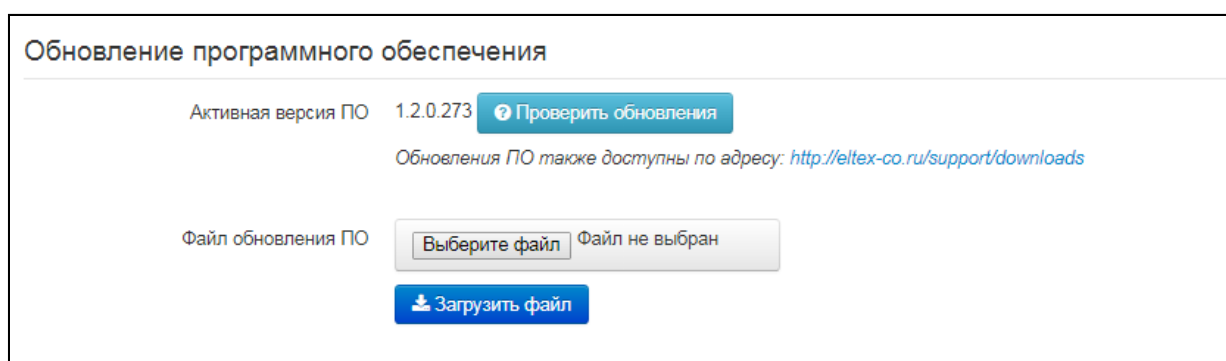 Обновление программного обеспечения
Активная версия ПО 1.2.0.273 Проверить обновления
Обновления ПО также доступны по адресу: http://eltex-co.ru/support/downloads
Файл обновления ПО Выберите файл Файл не выбран
Загрузить файл